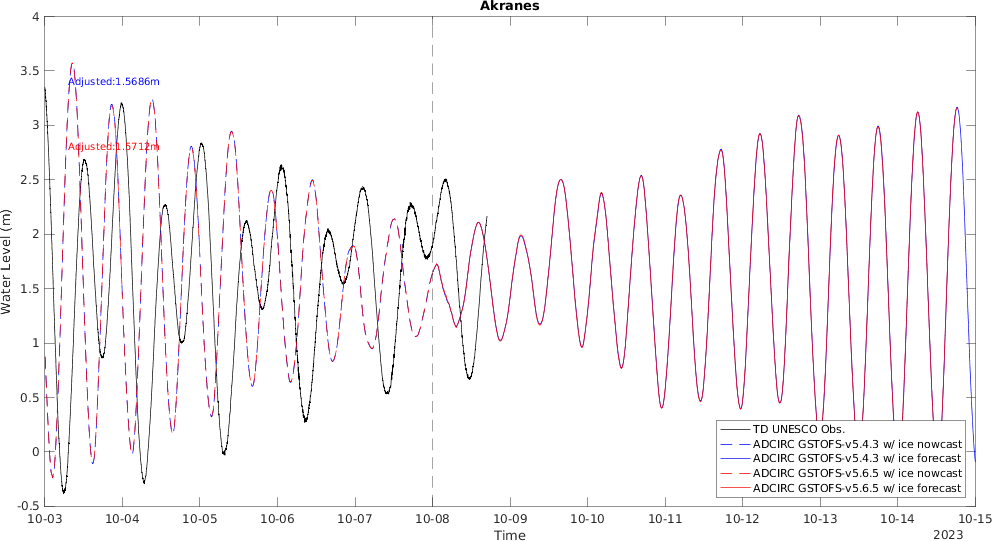 Akranes
4
3.5
3
2.5
2
1.5
1
0.5
0
-0.5
Water Level (m)
Adjusted:1.5686m
Adjusted:1.5712m
TD UNESCO Obs.
ADCIRC GSTOFS-v5.4.3 w/ ice nowcast
ADCIRC GSTOFS-v5.4.3 w/ ice forecast
ADCIRC GSTOFS-v5.6.5 w/ ice nowcast
ADCIRC GSTOFS-v5.6.5 w/ ice forecast
10-03 10-04 10-05 10-06 10-07 10-08 10-09 10-10 10-11 10-12 10-13 10-14 10-15
Time
2023